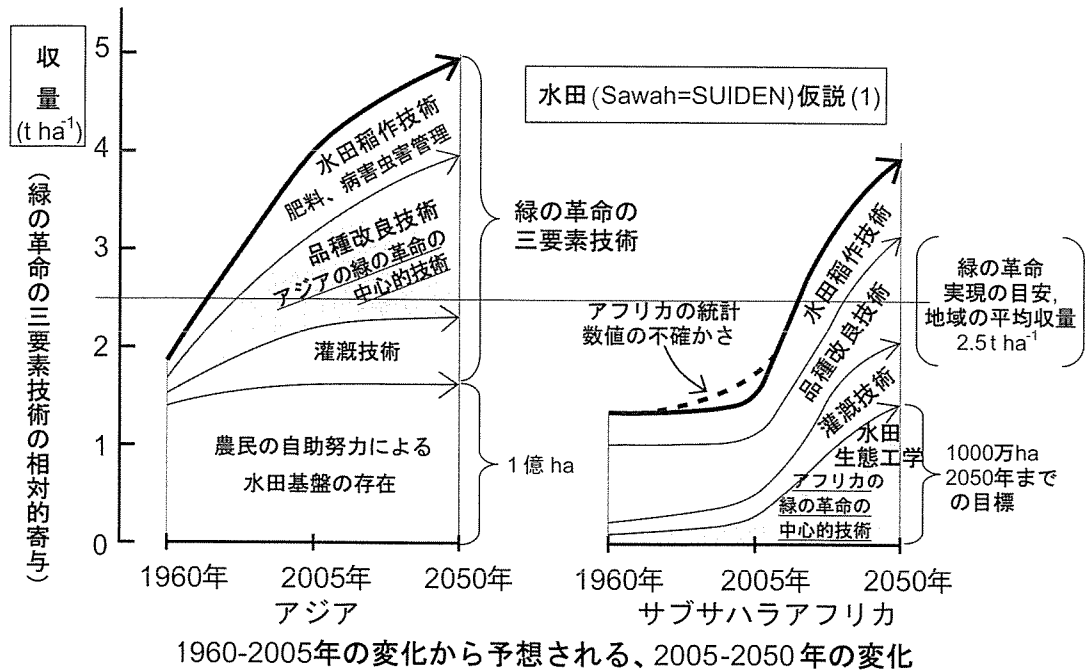 収量
(t ha⁻¹)
(緑の革命の三要素技術の相対的寄与)
5
4
3
2
1
0
水田(Sawah=SUIDEN)仮説(1)
水田稲作技術
肥料、病害虫害管理
品種改良技術
アジアの緑の革命の
中心的技術
灌漑技術
農民の自助努力による
水田基盤の存在
緑の革命の
三要素技術
1億ha
1960年
2005年
2050年
アジア
アフリカの統計
数値の不確かさ
水田稲作技術
品種改良技術
灌漑技術
水田
生態工学
アフリカの
緑の革命の
中心的技術
緑の革命
実現の目安,
地域の平均収量
2.5t ha⁻¹
1000万ha
2050年まで
の目標
1960年
2005年
2050年
サブサハラアフリカ
1960-2005年の変化から予想される、2005-2050年の変化